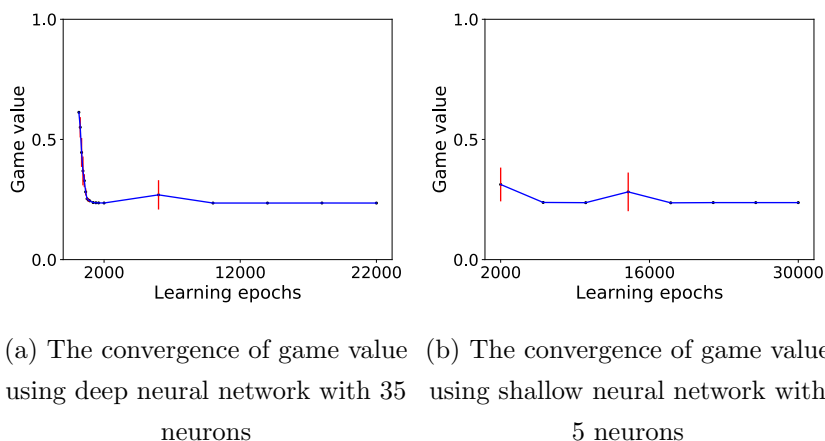 1.0
0.5
0.0
Game value
2000 12000 22000
Learning epochs
1.0
0.5
0.0
Game value
2000 16000 30000
Learning epochs
(a) The convergence of game value
using deep neural network with 35
neurons
(b) The convergence of game value
using shallow neural network with
5 neurons